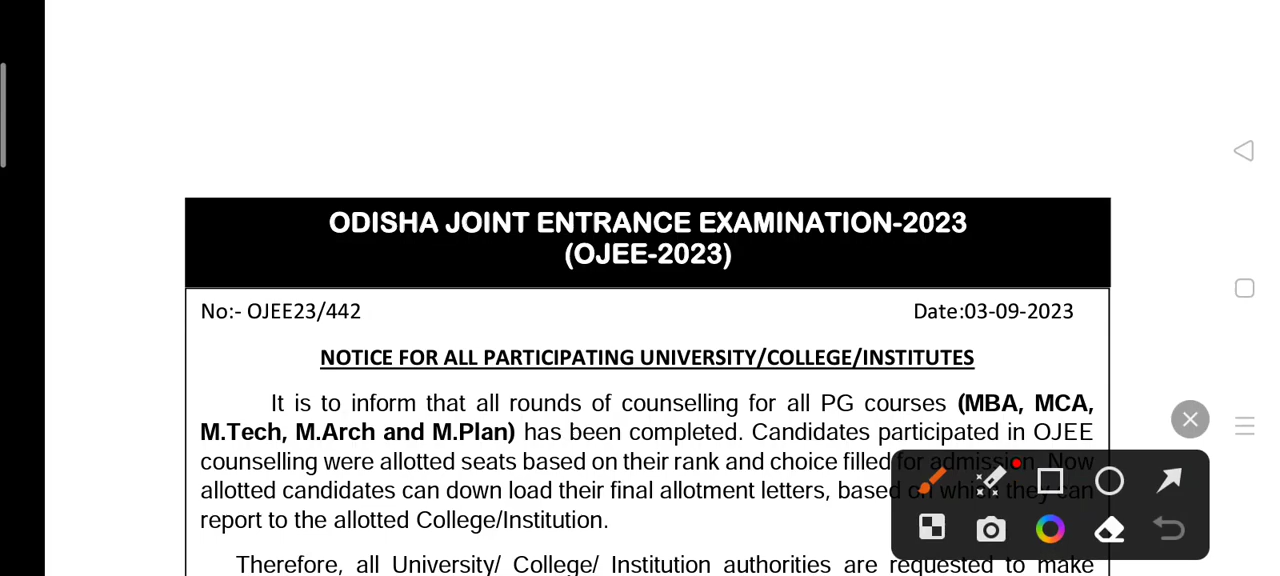 ODISHA JOINT ENTRANCE EXAMINATION-2023
(OJEE-2023)
No:- OJEE23/442 Date:03-09-2023
NOTICE FOR ALL PARTICIPATING UNIVERSITY/COLLEGE/INSTITUTES
It is to inform that all rounds of counselling for all PG courses (MBA, MCA,
M.Tech, M.Arch and M.Plan) has been completed. Candidates participated in OJEE
counselling were allotted seats based on their rank and choice filled for admission. Now
allotted candidates can down load their final allotment letters, based on which they can
report to the allotted College/Institution.
Therefore, all University/ College/ Institution authorities are requested to make